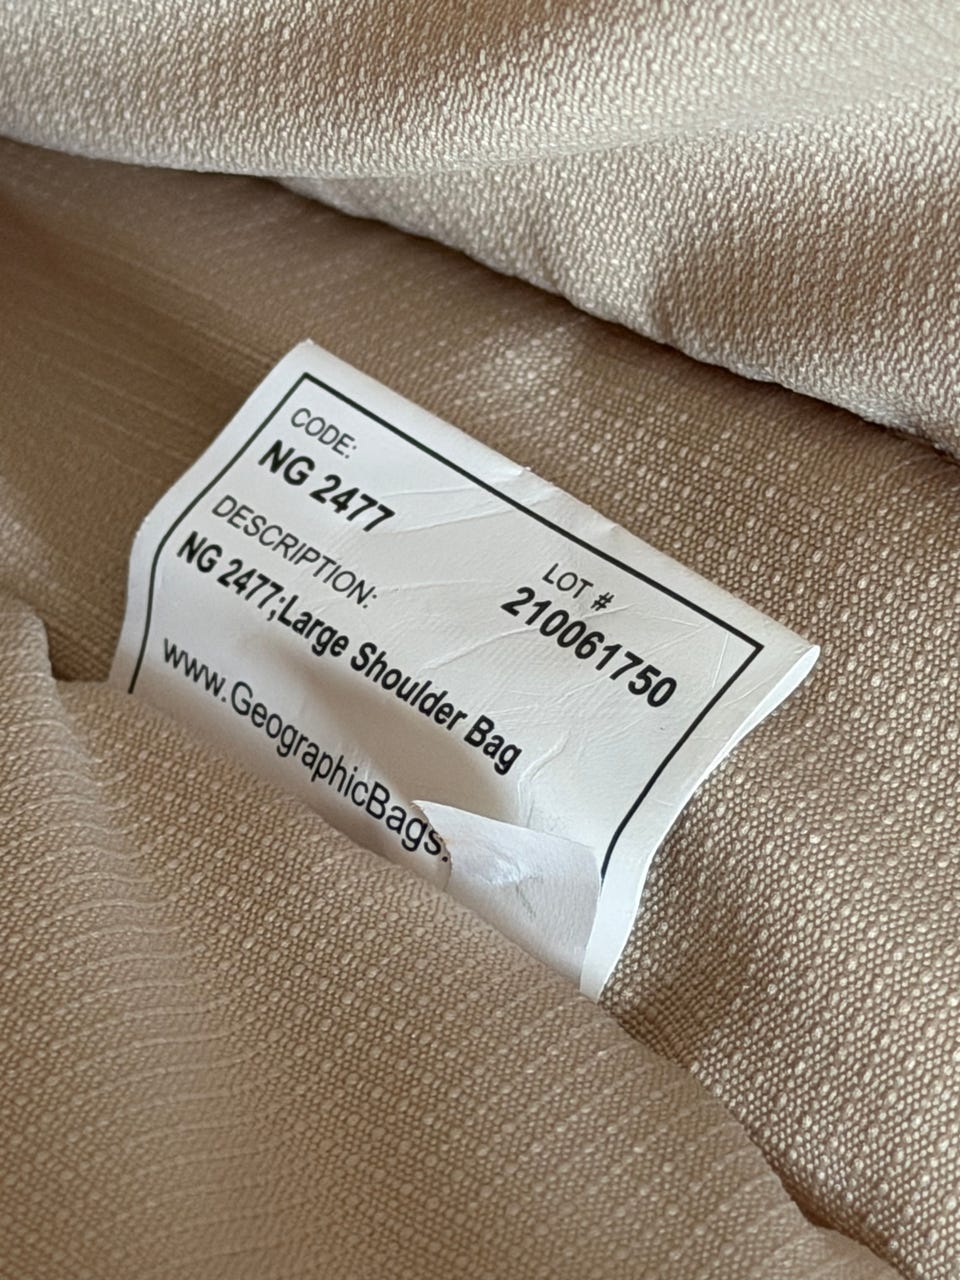 CODE:
NG 2477
LOT #
210061750
DESCRIPTION:
NG 2477;Large Shoulder Bag
www.GeographicBags.